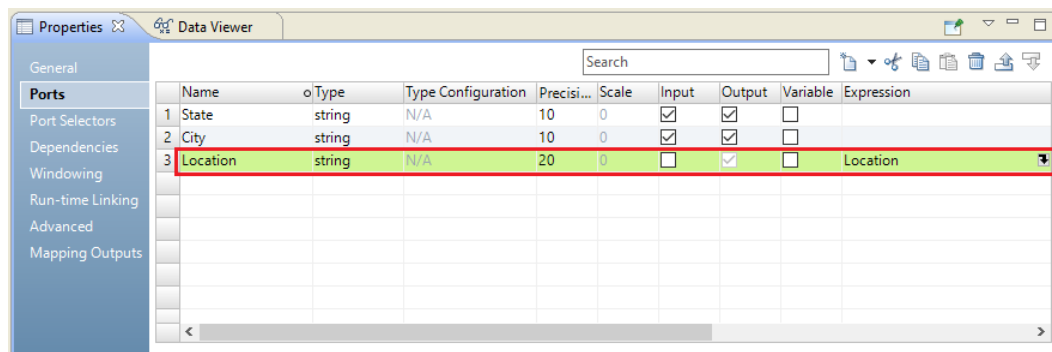 Properties Data Viewer
Search
General
Ports
Port Selectors
Dependencies
Windowing
Run-time Linking
Advanced
Mapping Outputs
Name Type Type Configuration Precisi... Scale Input Output Variable Expression
1 State string N/A 10 0
2 City string N/A 10 0
3 Location string N/A 20 0 Location